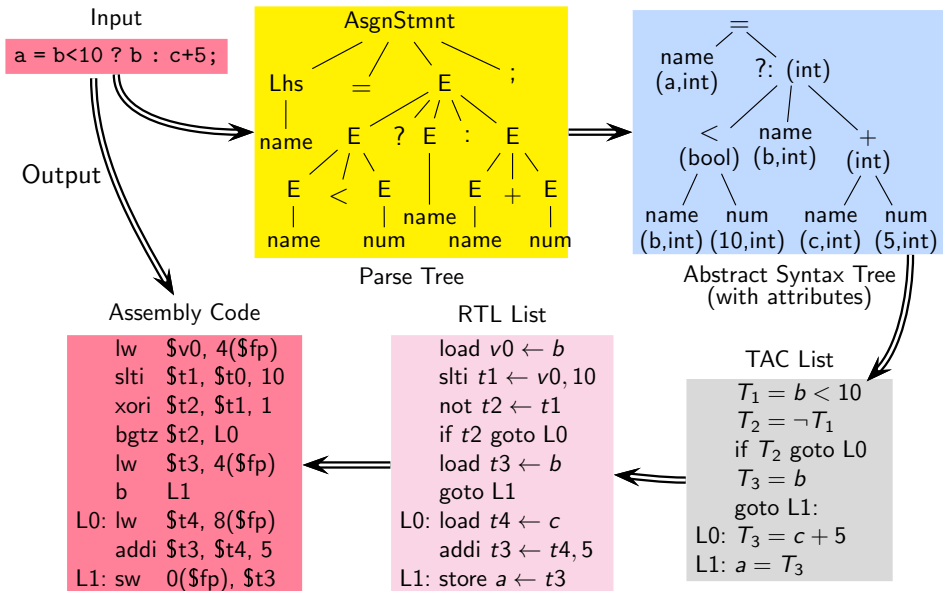 Input
a = b<10 ? b : c+5;
Output
AsgnStmnt
Lhs = E ;
name E ? E : E
E < E name E + E
name num name num
Parse Tree
=
name ?: (int)
(a,int)
< name +
(bool) (b,int) (int)
name num name num
(b,int) (10,int) (c,int) (5,int)
Abstract Syntax Tree
(with attributes)
Assembly Code
lw $v0, 4($fp)
slti $t1, $t0, 10
xori $t2, $t1, 1
bgtz $t2, L0
lw $t3, 4($fp)
b L1
L0: lw $t4, 8($fp)
addi $t3, $t4, 5
L1: sw 0($fp), $t3
RTL List
load v0 ← b
slti t1 ← v0, 10
not t2 ← t1
if t2 goto L0
load t3 ← b
goto L1
L0: load t4 ← c
addi t3 ← t4, 5
L1: store a ← t3
TAC List
T₁ = b < 10
T₂ = ¬T₁
if T₂ goto L0
T₃ = b
goto L1:
L0: T₃ = c + 5
L1: a = T₃